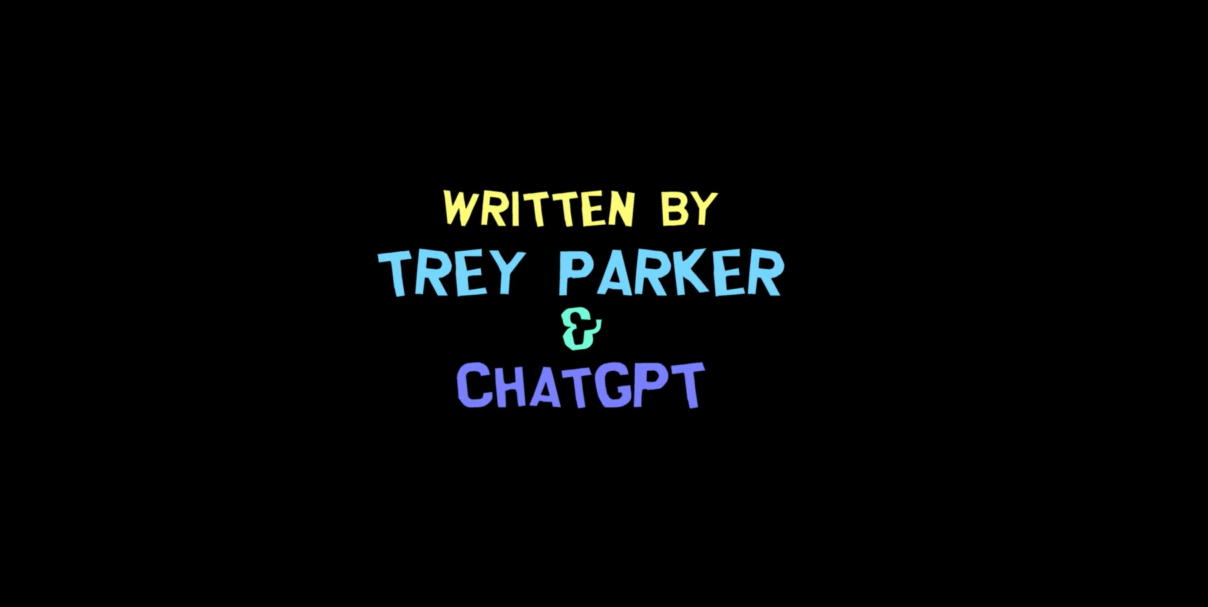 WRITTEN BY
TREY PARKER
&
CHATGPT